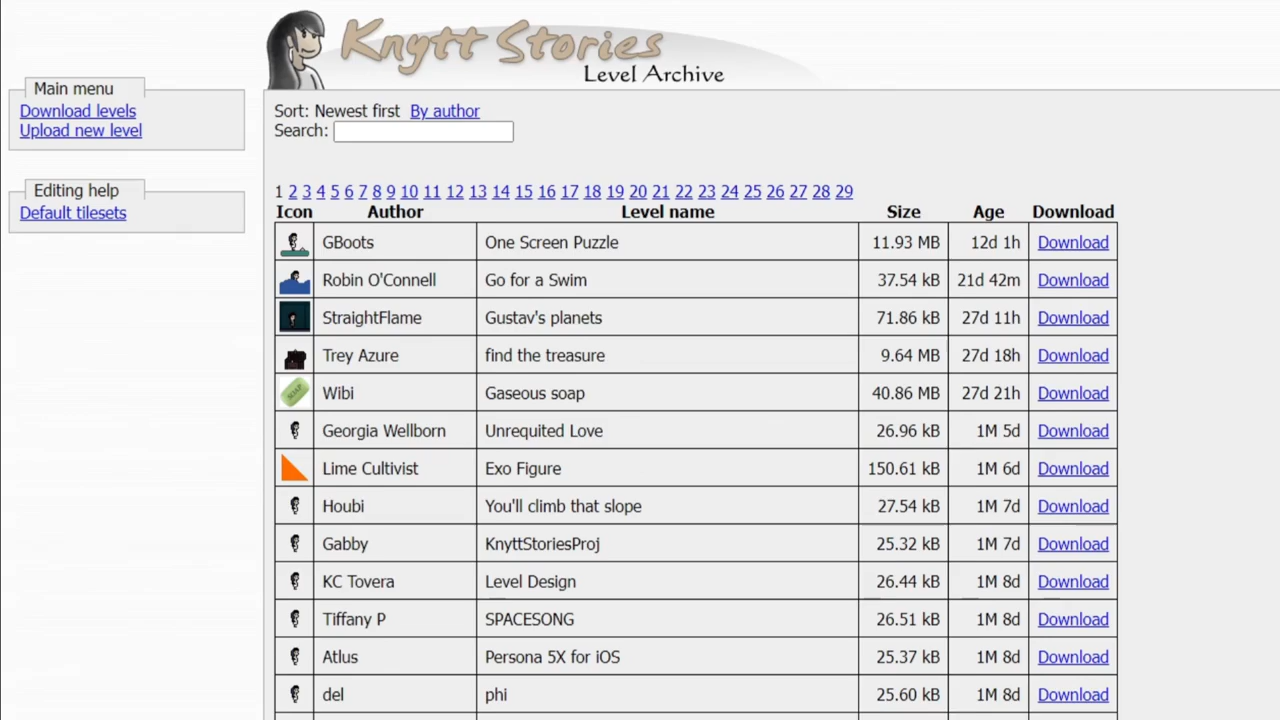 Knytt Stories
Level Archive
Main menu
Download levels
Upload new level
Editing help
Default tilesets
Sort: Newest first By author
Search:
1 2 3 4 5 6 7 8 9 10 11 12 13 14 15 16 17 18 19 20 21 22 23 24 25 26 27 28 29
Icon Author Level name Size Age Download
GBoots One Screen Puzzle 11.93 MB 12d 1h Download
Robin O'Connell Go for a Swim 37.54 kB 21d 42m Download
StraightFlame Gustav's planets 71.86 kB 27d 11h Download
Trey Azure find the treasure 9.64 MB 27d 18h Download
SOAP Wibi Gaseous soap 40.86 MB 27d 21h Download
Georgia Wellborn Unrequited Love 26.96 kB 1M 5d Download
Lime Cultivist Exo Figure 150.61 kB 1M 6d Download
Houbi You'll climb that slope 27.54 kB 1M 7d Download
Gabby KnyttStoriesProj 25.32 kB 1M 7d Download
KC Tovera Level Design 26.44 kB 1M 8d Download
Tiffany P SPACESONG 26.51 kB 1M 8d Download
Atlus Persona 5X for iOS 25.37 kB 1M 8d Download
del phi 25.60 kB 1M 8d Download